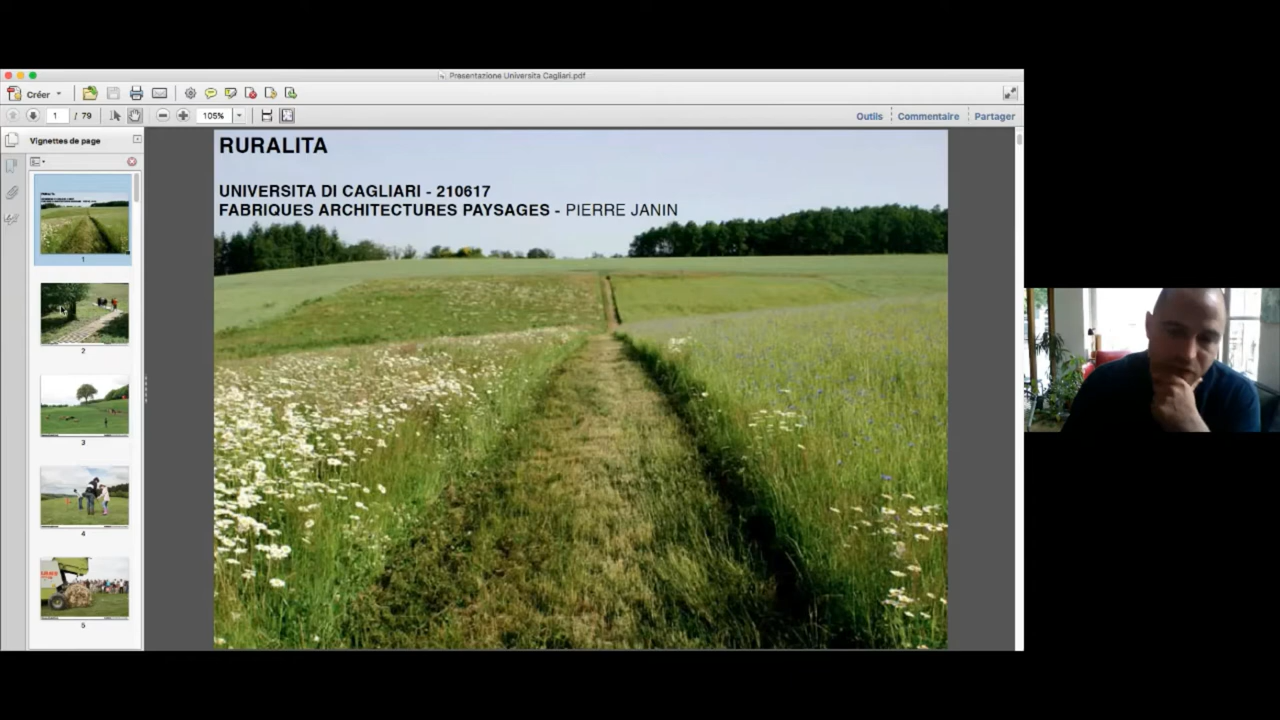 Presentazione Universita Cagliari.pdf
Créer
1 / 79
105%
Outils
Commentaire
Partager
Vignettes de page
1
2
3
4
5
RURALITA
UNIVERSITA DI CAGLIARI - 210617
FABRIQUES ARCHITECTURES PAYSAGES - PIERRE JANIN